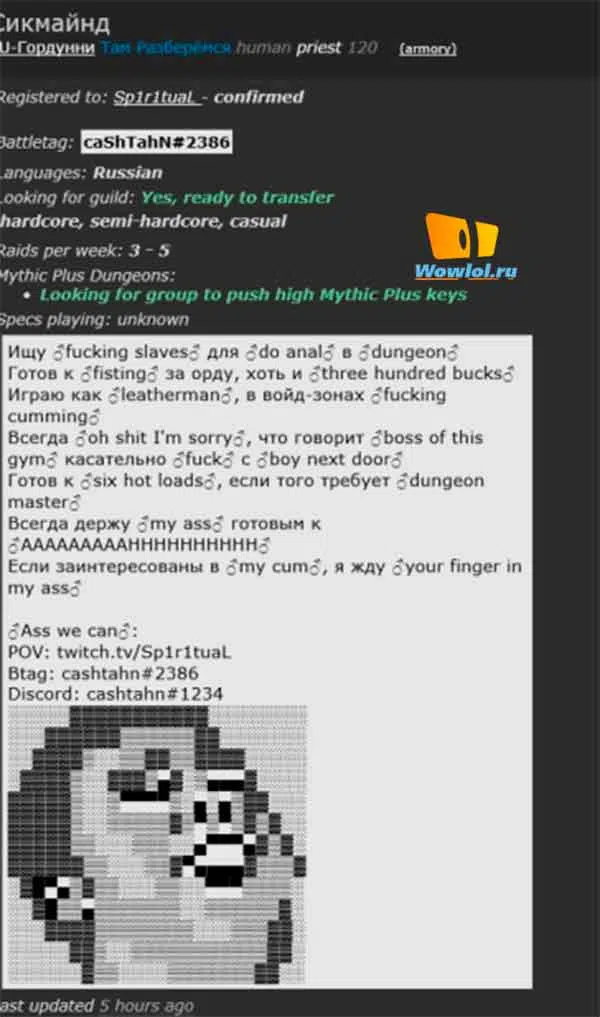 Сикмайнд
U-Гордунни Там Разберёмся human priest 120 (armory)
Registered to: Sp1r1tuaL - confirmed
Battletag: caShTahN#2386
Languages: Russian
Looking for guild: Yes, ready to transfer
hardcore, semi-hardcore, casual
Raids per week: 3 - 5
Mythic Plus Dungeons:
• Looking for group to push high Mythic Plus keys
Specs playing: unknown
Wowlol.ru
Ищу ♂fucking slaves♂ для ♂do anal♂ в ♂dungeon♂
Готов к ♂fisting♂ за орду, хоть и ♂three hundred bucks♂
Играю как ♂leatherman♂, в войд-зонах ♂fucking
cumming♂
Всегда ♂oh shit I'm sorry♂, что говорит ♂boss of this
gym♂ касательно ♂fuck♂ с ♂boy next door♂
Готов к ♂six hot loads♂, если того требует ♂dungeon
master♂
Всегда держу ♂my ass♂ готовым к
♂AAAAAAAAAHHHHHHHHHHH♂
Если заинтересованы в ♂my cum♂, я жду ♂your finger in
my ass♂
♂Ass we can♂:
POV: twitch.tv/Sp1r1tuaL
Btag: cashtahn#2386
Discord: cashtahn#1234
last updated 5 hours ago